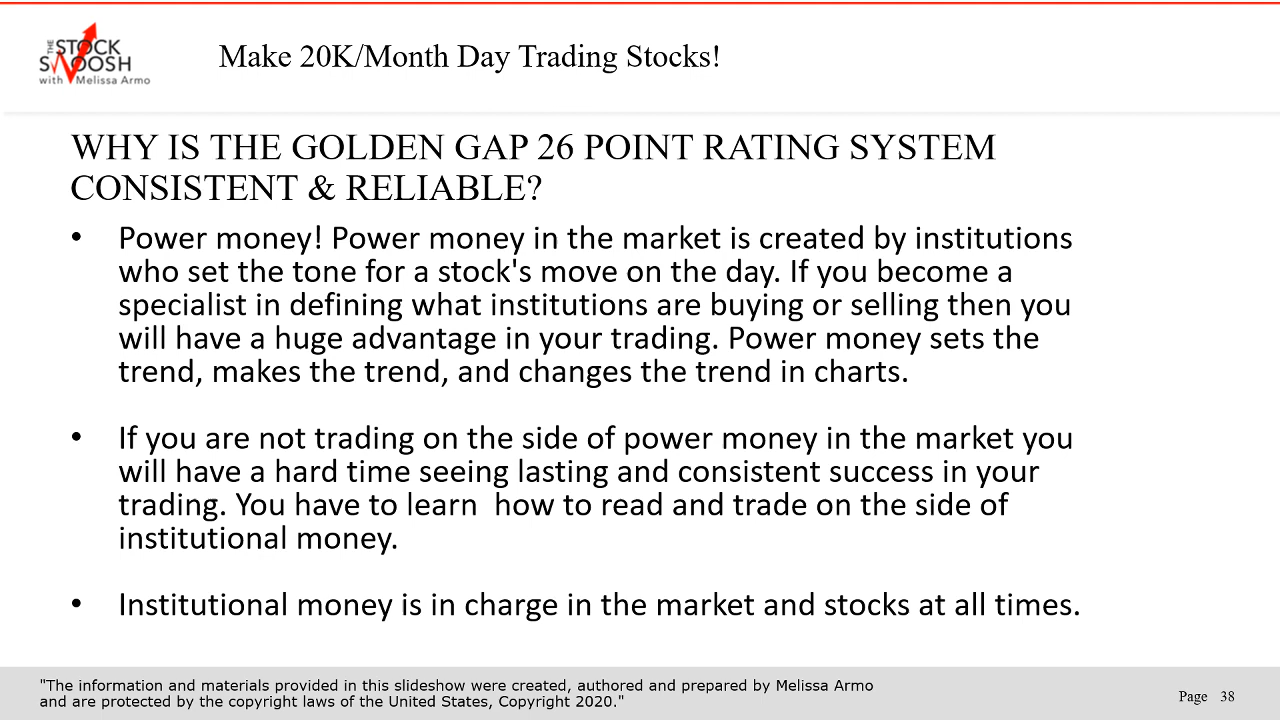 THE
STOCK
SWOOSH
with Melissa Armo
Make 20K/Month Day Trading Stocks!
WHY IS THE GOLDEN GAP 26 POINT RATING SYSTEM
CONSISTENT & RELIABLE?
• Power money! Power money in the market is created by institutions
who set the tone for a stock's move on the day. If you become a
specialist in defining what institutions are buying or selling then you
will have a huge advantage in your trading. Power money sets the
trend, makes the trend, and changes the trend in charts.
• If you are not trading on the side of power money in the market you
will have a hard time seeing lasting and consistent success in your
trading. You have to learn  how to read and trade on the side of
institutional money.
• Institutional money is in charge in the market and stocks at all times.
"The information and materials provided in this slideshow were created, authored and prepared by Melissa Armo
and are protected by the copyright laws of the United States, Copyright 2020."
Page 38